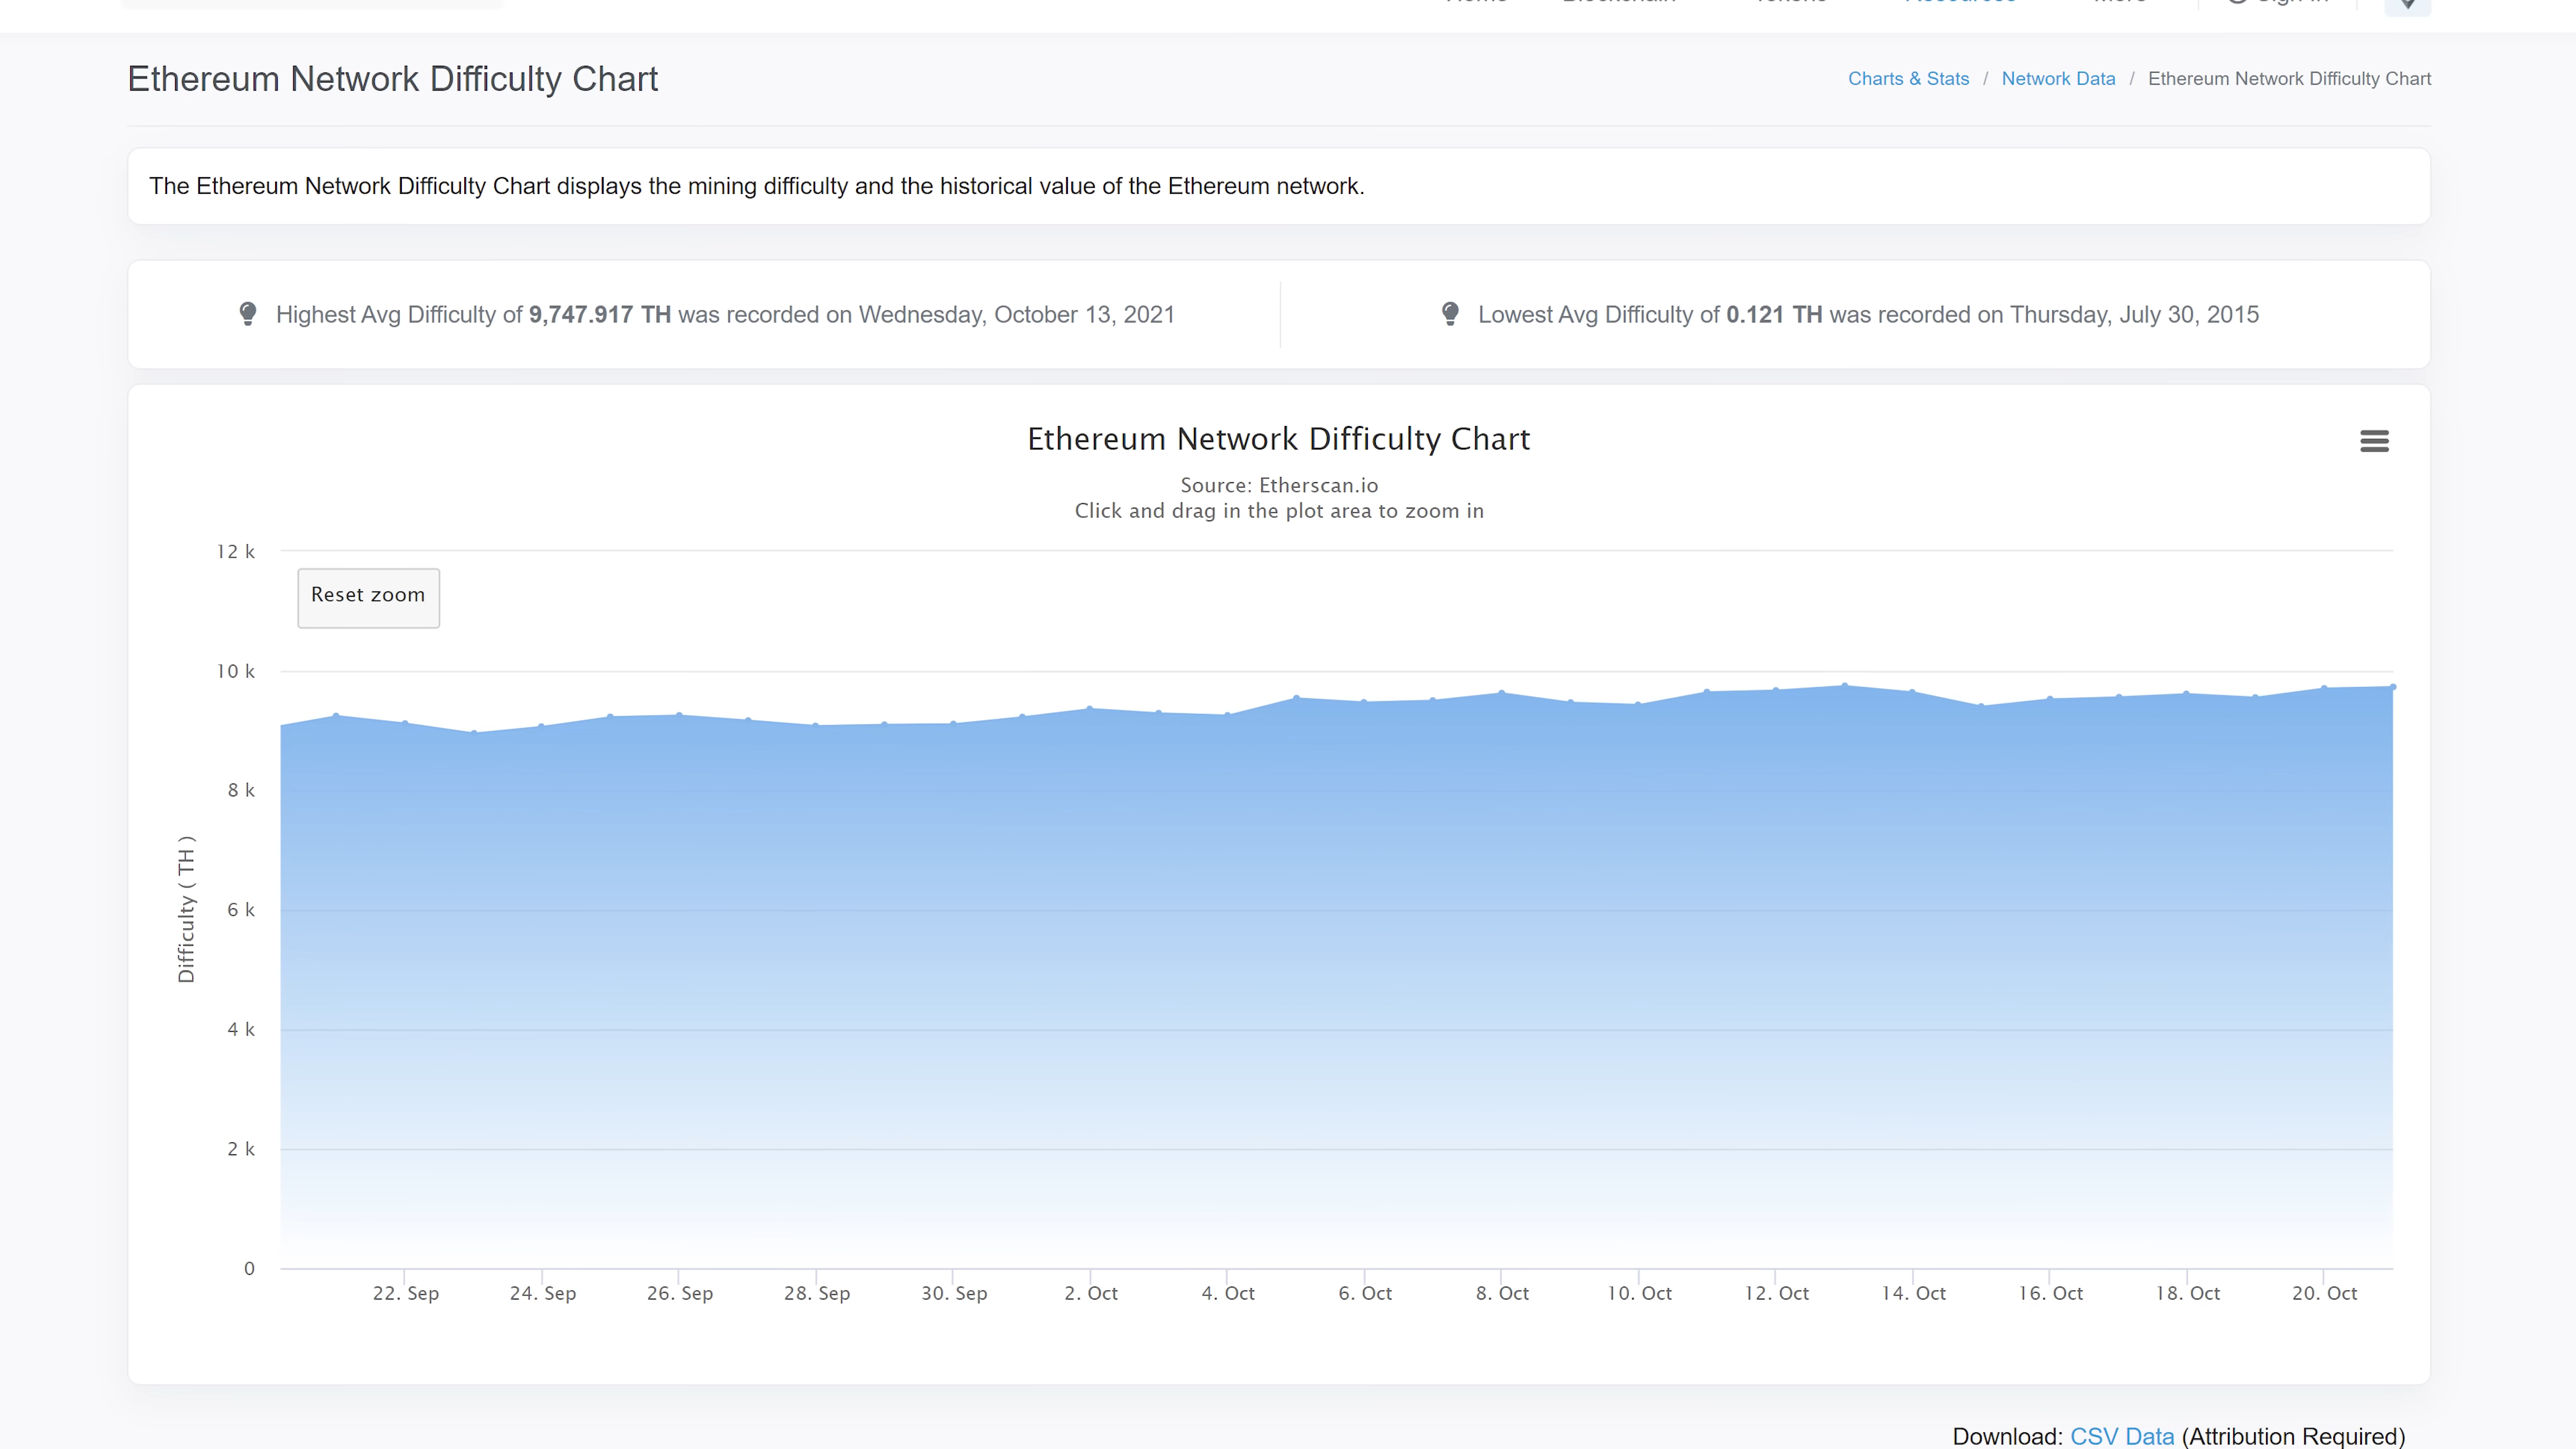 Ethereum Network Difficulty Chart
Charts & Stats / Network Data / Ethereum Network Difficulty Chart
The Ethereum Network Difficulty Chart displays the mining difficulty and the historical value of the Ethereum network.
Highest Avg Difficulty of 9,747.917 TH was recorded on Wednesday, October 13, 2021
Lowest Avg Difficulty of 0.121 TH was recorded on Thursday, July 30, 2015
Ethereum Network Difficulty Chart
Source: Etherscan.io
Click and drag in the plot area to zoom in
12 k
Reset zoom
10 k
8 k
Difficulty ( TH )
6 k
4 k
2 k
0
22. Sep 24. Sep 26. Sep 28. Sep 30. Sep 2. Oct 4. Oct 6. Oct 8. Oct 10. Oct 12. Oct 14. Oct 16. Oct 18. Oct 20. Oct
Download: CSV Data (Attribution Required)